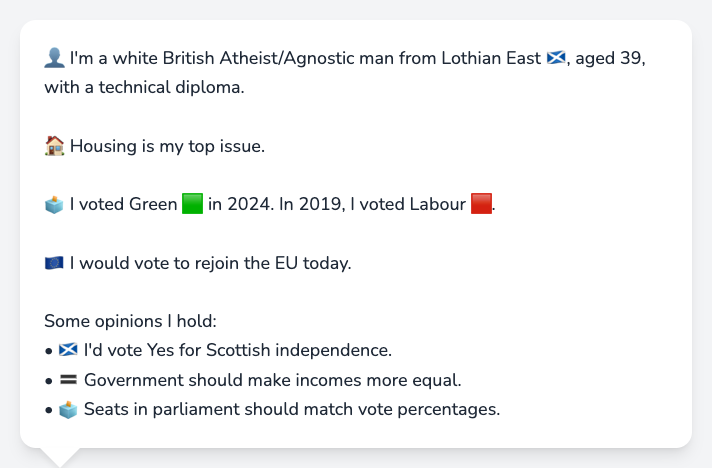 👤 I'm a white British Atheist/Agnostic man from Lothian East 🏴󠁧󠁢󠁳󠁣󠁴󠁿, aged 39,
with a technical diploma.
🏠 Housing is my top issue.
🗳️ I voted Green 🟩 in 2024. In 2019, I voted Labour 🟥.
🇪🇺 I would vote to rejoin the EU today.
Some opinions I hold:
• 🏴󠁧󠁢󠁳󠁣󠁴󠁿 I'd vote Yes for Scottish independence.
• 🟰 Government should make incomes more equal.
• 🗳️ Seats in parliament should match vote percentages.